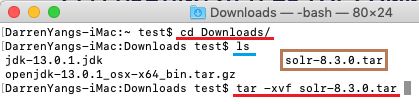 Downloads — -bash — 80×24
[DarrenYangs-iMac:~ test$ cd Downloads/
[DarrenYangs-iMac:Downloads test$ ls
jdk-13.0.1.jdk solr-8.3.0.tar
openjdk-13.0.1_osx-x64_bin.tar.gz
DarrenYangs-iMac:Downloads test$ tar -xvf solr-8.3.0.tar